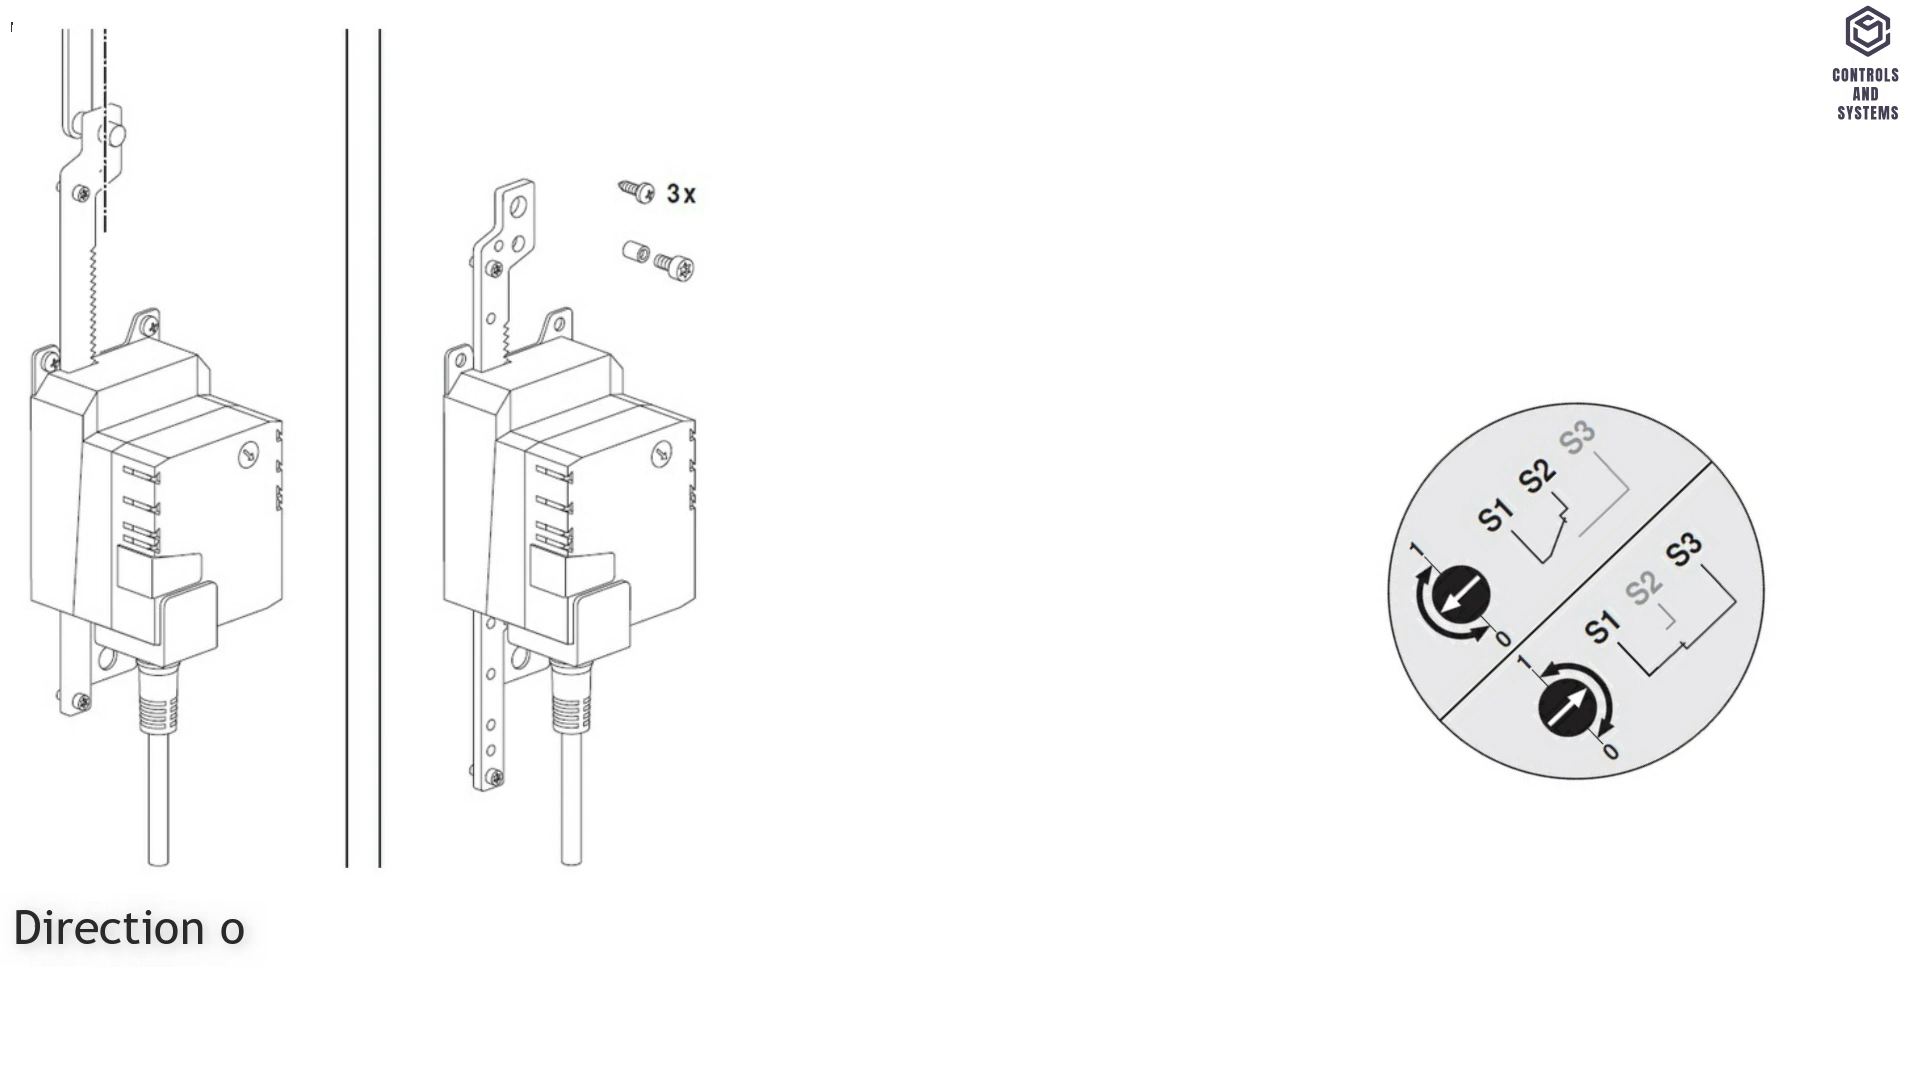 CONTROLS
AND
SYSTEMS
3x
S1 S2 S3
1
0
S1 S2 S3
1
0
Direction o